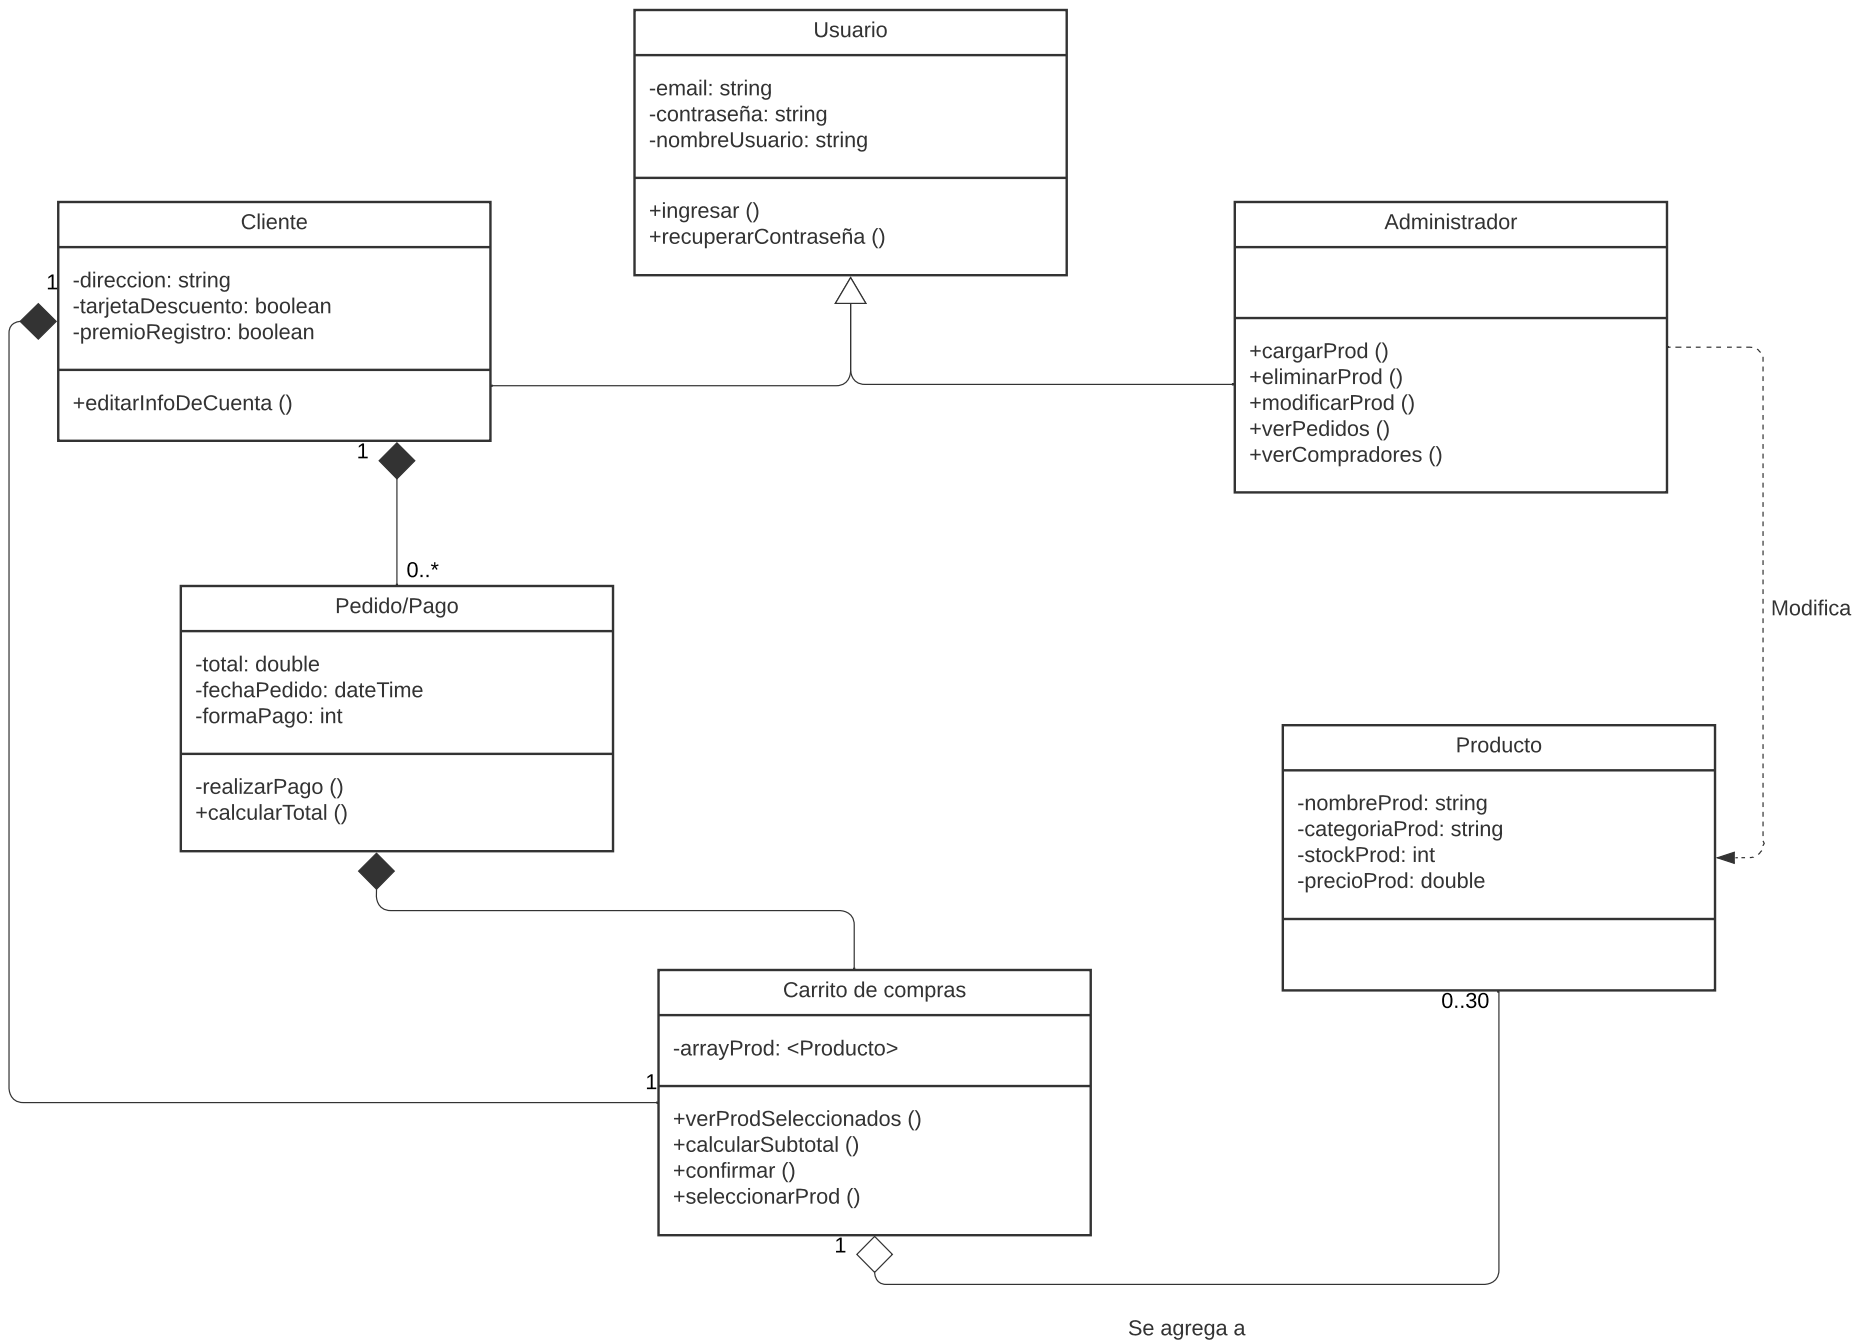 Usuario
-email: string
-contraseña: string
-nombreUsuario: string
+ingresar ()
+recuperarContraseña ()
Cliente
-direccion: string
-tarjetaDescuento: boolean
-premioRegistro: boolean
+editarInfoDeCuenta ()
1
1
0..*
Administrador
+cargarProd ()
+eliminarProd ()
+modificarProd ()
+verPedidos ()
+verCompradores ()
Modifica
Pedido/Pago
-total: double
-fechaPedido: dateTime
-formaPago: int
-realizarPago ()
+calcularTotal ()
Producto
-nombreProd: string
-categoriaProd: string
-stockProd: int
-precioProd: double
0..30
Carrito de compras
-arrayProd: <Producto>
1
+verProdSeleccionados ()
+calcularSubtotal ()
+confirmar ()
+seleccionarProd ()
1
Se agrega a